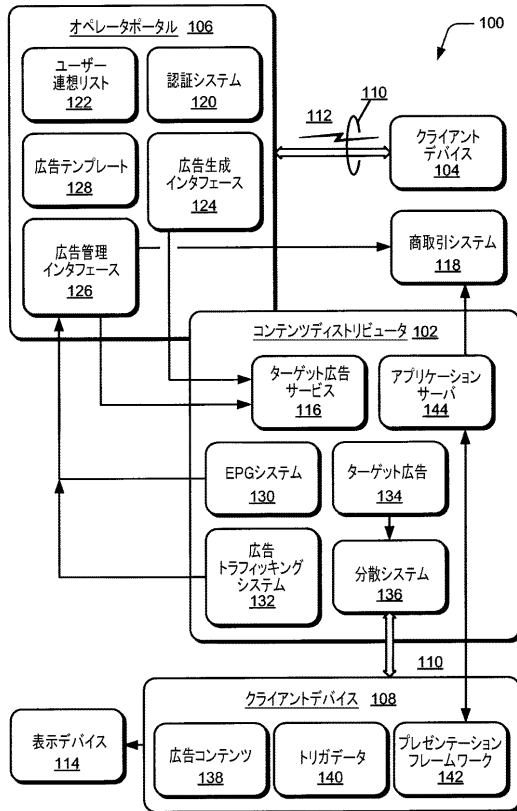 オペレータポータル 106
100
ユーザー
連想リスト
122
認証システム
120
110
112
クライアント
デバイス
104
広告テンプレート
128
広告生成
インタフェース
124
広告管理
インタフェース
126
商取引システム
118
コンテンツディストリビュータ 102
ターゲット広告
サービス
116
アプリケーション
サーバ
144
EPGシステム
130
ターゲット広告
134
広告
トラフィッキング
システム
132
分散システム
136
110
クライアントデバイス 108
表示デバイス
114
広告コンテンツ
138
トリガデータ
140
プレゼンテーション
フレームワーク
142